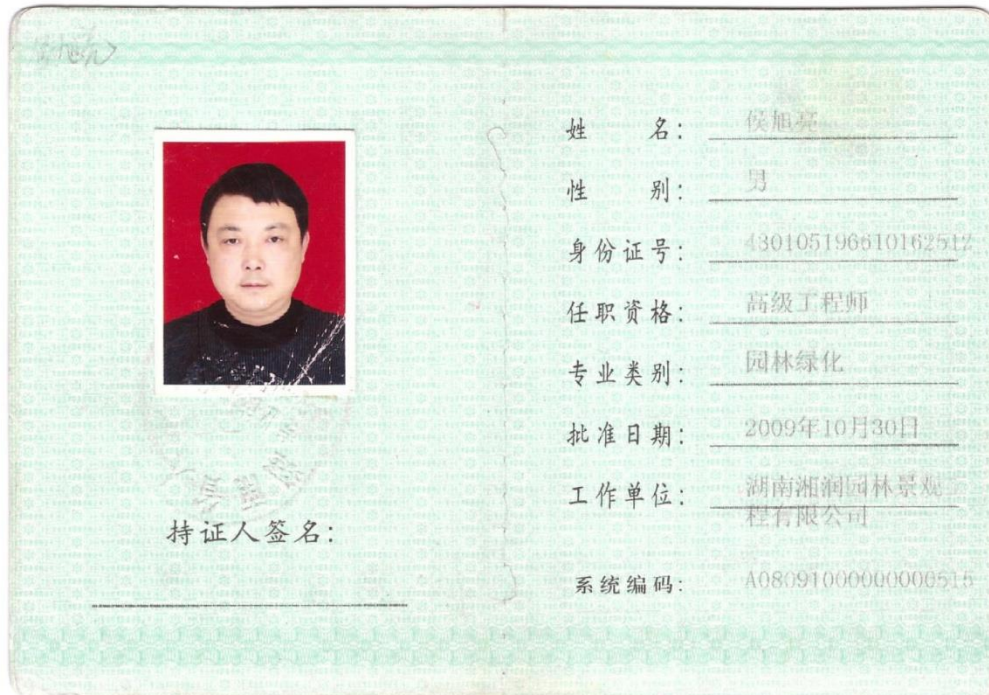 持证人签名：
姓　　名： 侯旭亮
性　　别： 男
身份证号： 430105196610162512
任职资格： 高级工程师
专业类别： 园林绿化
批准日期： 2009年10月30日
工作单位： 湖南湘润园林景观
程有限公司
系统编码： A08091000000000515